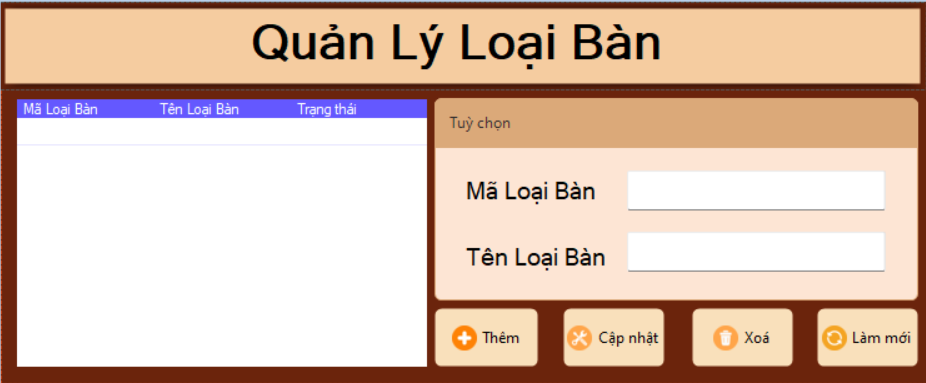 Quản Lý Loại Bàn
Mã Loại Bàn Tên Loại Bàn Trạng thái
Tuỳ chọn
Mã Loại Bàn
Tên Loại Bàn
Thêm Cập nhật Xoá Làm mới